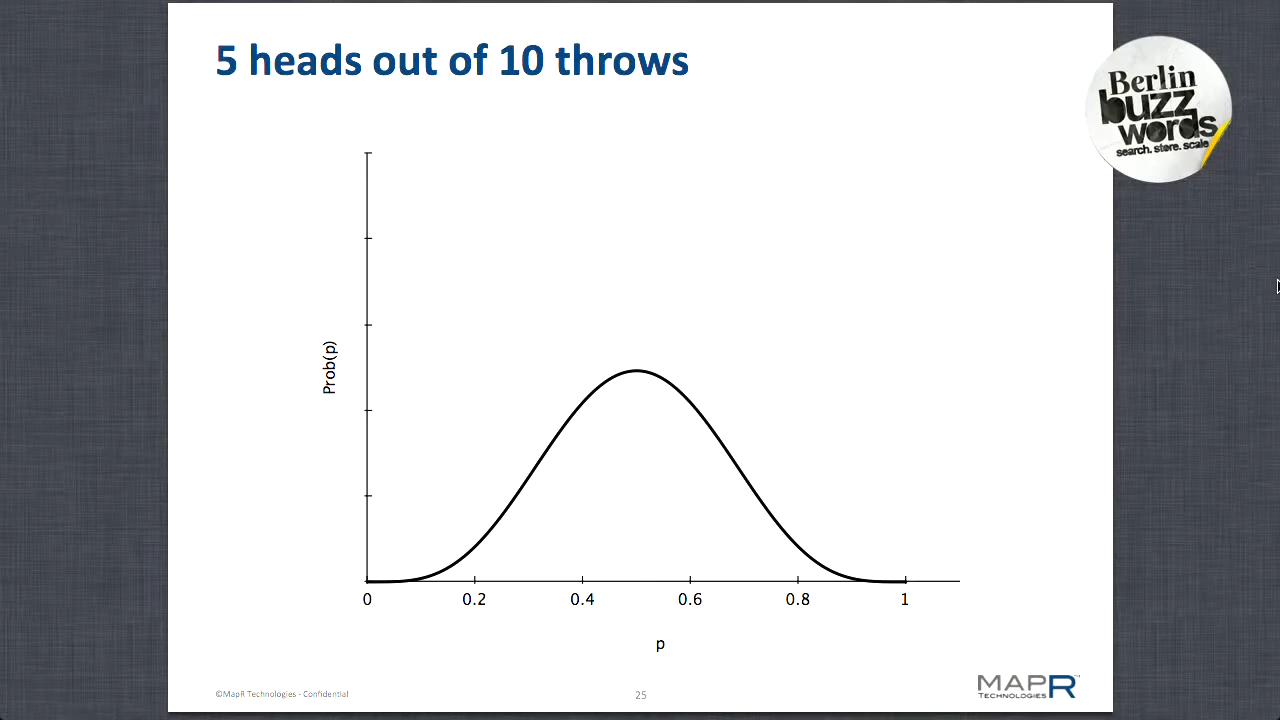 5 heads out of 10 throws
Berlin
buzz
words
search. store. scale
Prob(p)
0 0.2 0.4 0.6 0.8 1
p
©MapR Technologies - Confidential
25
MAPR
TECHNOLOGIES